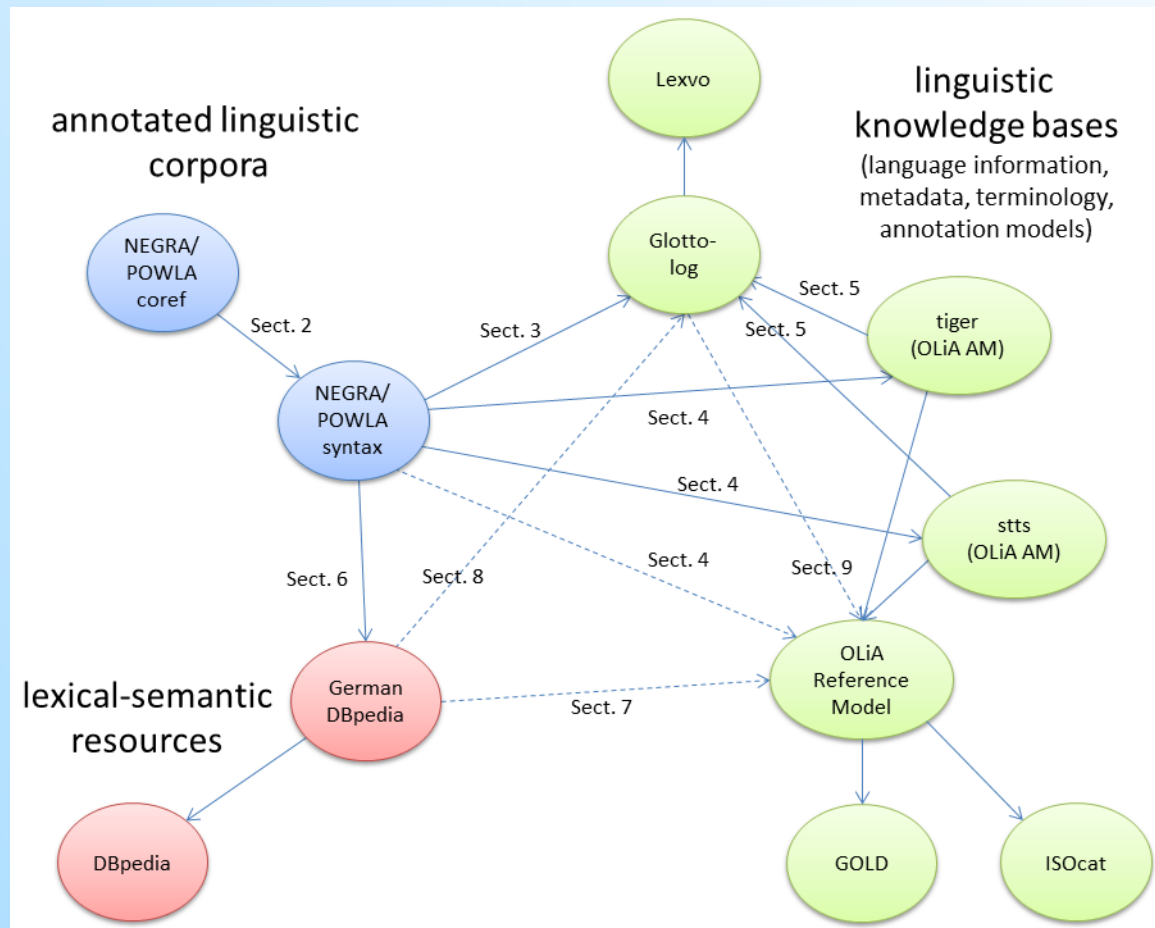 Lexvo
linguistic
knowledge bases
(language information,
metadata, terminology,
annotation models)
annotated linguistic
corpora
NEGRA/
POWLA
coref
Glotto-
log
Sect. 5
Sect. 2
Sect. 3
Sect. 5
tiger
(OLiA AM)
NEGRA/
POWLA
syntax
Sect. 4
Sect. 4
stts
(OLiA AM)
Sect. 6
Sect. 8
Sect. 4
Sect. 9
lexical-semantic
resources
German
DBpedia
Sect. 7
OLiA
Reference
Model
DBpedia
GOLD
ISOcat